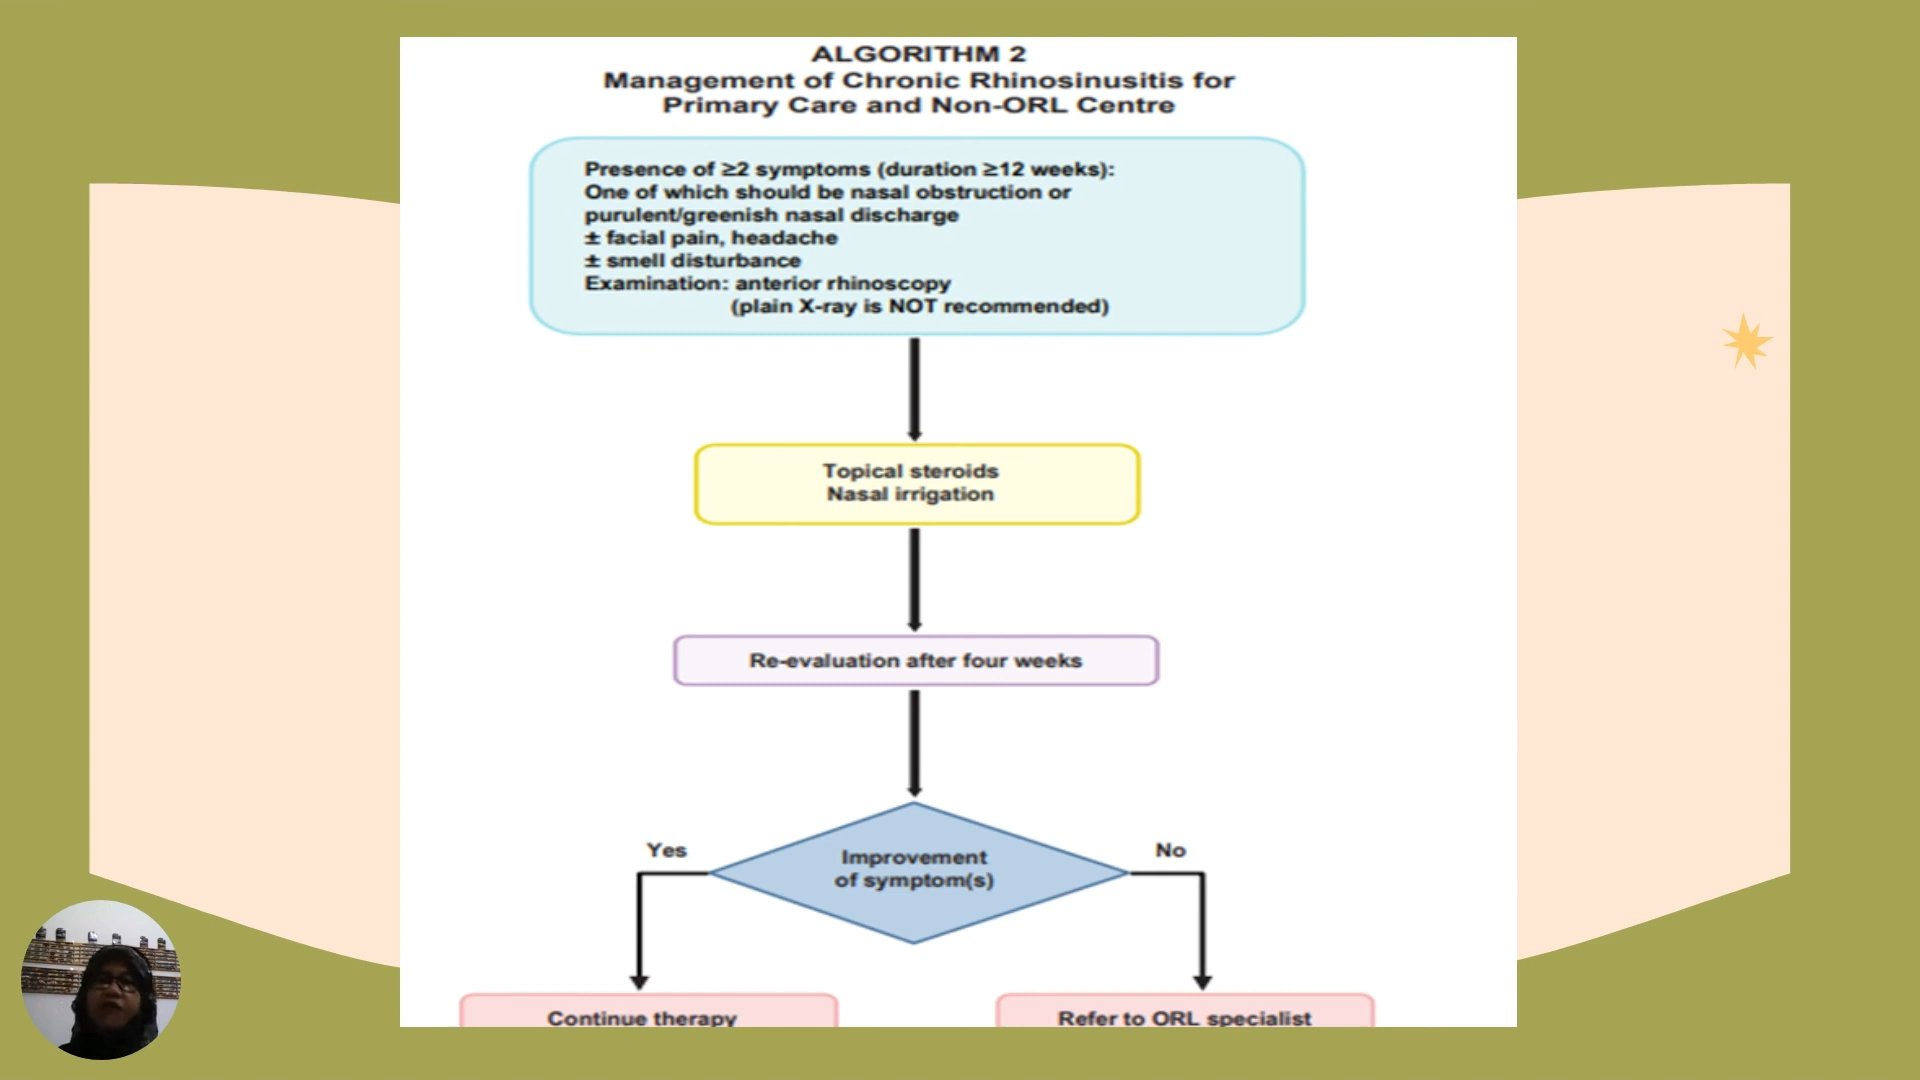 ALGORITHM 2
Management of Chronic Rhinosinusitis for
Primary Care and Non-ORL Centre
Presence of ≥2 symptoms (duration ≥12 weeks):
One of which should be nasal obstruction or
purulent/greenish nasal discharge
± facial pain, headache
± smell disturbance
Examination: anterior rhinoscopy
(plain X-ray is NOT recommended)
Topical steroids
Nasal irrigation
Re-evaluation after four weeks
Improvement
of symptom(s)
Yes
No
Continue therapy
Refer to ORL specialist